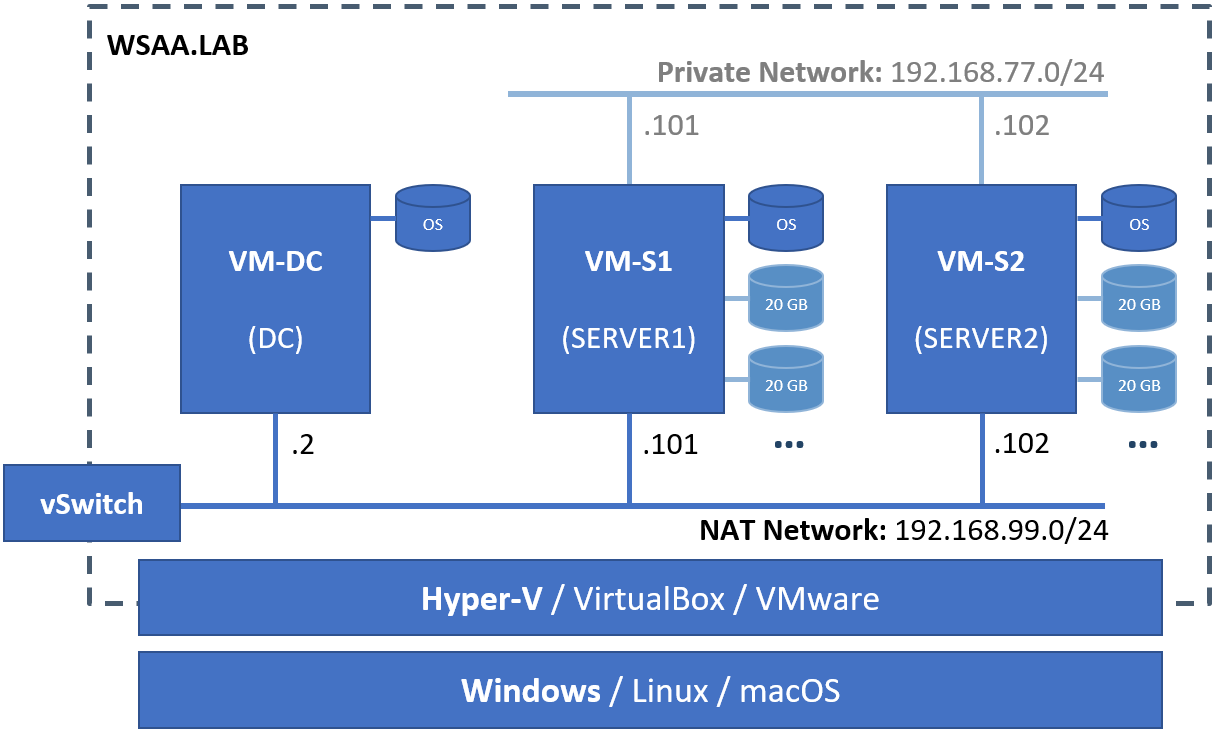 WSAA.LAB
Private Network: 192.168.77.0/24
.101
.102
OS
OS
OS
VM-DC
VM-S1
VM-S2
20 GB
20 GB
(DC)
(SERVER1)
(SERVER2)
20 GB
20 GB
.2
.101
...
.102
...
vSwitch
NAT Network: 192.168.99.0/24
Hyper-V / VirtualBox / VMware
Windows / Linux / macOS